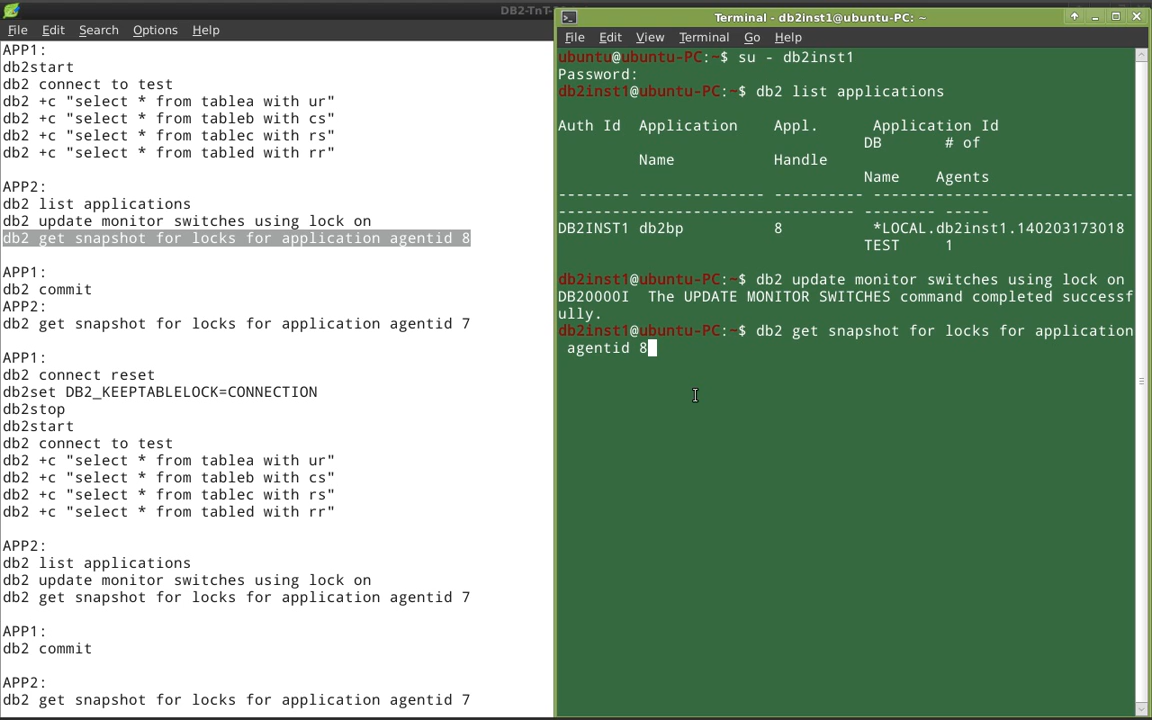 DB2-TnT-
File Edit Search Options Help
APP1:
db2start
db2 connect to test
db2 +c "select * from tablea with ur"
db2 +c "select * from tableb with cs"
db2 +c "select * from tablec with rs"
db2 +c "select * from tabled with rr"
APP2:
db2 list applications
db2 update monitor switches using lock on
db2 get snapshot for locks for application agentid 8
APP1:
db2 commit
APP2:
db2 get snapshot for locks for application agentid 7
APP1:
db2 connect reset
db2set DB2_KEEPTABLELOCK=CONNECTION
db2stop
db2start
db2 connect to test
db2 +c "select * from tablea with ur"
db2 +c "select * from tableb with cs"
db2 +c "select * from tablec with rs"
db2 +c "select * from tabled with rr"
APP2:
db2 list applications
db2 update monitor switches using lock on
db2 get snapshot for locks for application agentid 7
APP1:
db2 commit
APP2:
db2 get snapshot for locks for application agentid 7
Terminal - db2inst1@ubuntu-PC: ~
File Edit View Terminal Go Help
ubuntu@ubuntu-PC:~$ su - db2inst1
Password:
db2inst1@ubuntu-PC:~$ db2 list applications
Auth Id Application Appl. Application Id
DB # of
Name Handle
Name Agents
-------- -------------- ---------- -----------------------------
--------------------------------- -------- -----
DB2INST1 db2bp 8 *LOCAL.db2inst1.140203173018
TEST 1
db2inst1@ubuntu-PC:~$ db2 update monitor switches using lock on
DB20000I The UPDATE MONITOR SWITCHES command completed successf
ully.
db2inst1@ubuntu-PC:~$ db2 get snapshot for locks for application
agentid 8